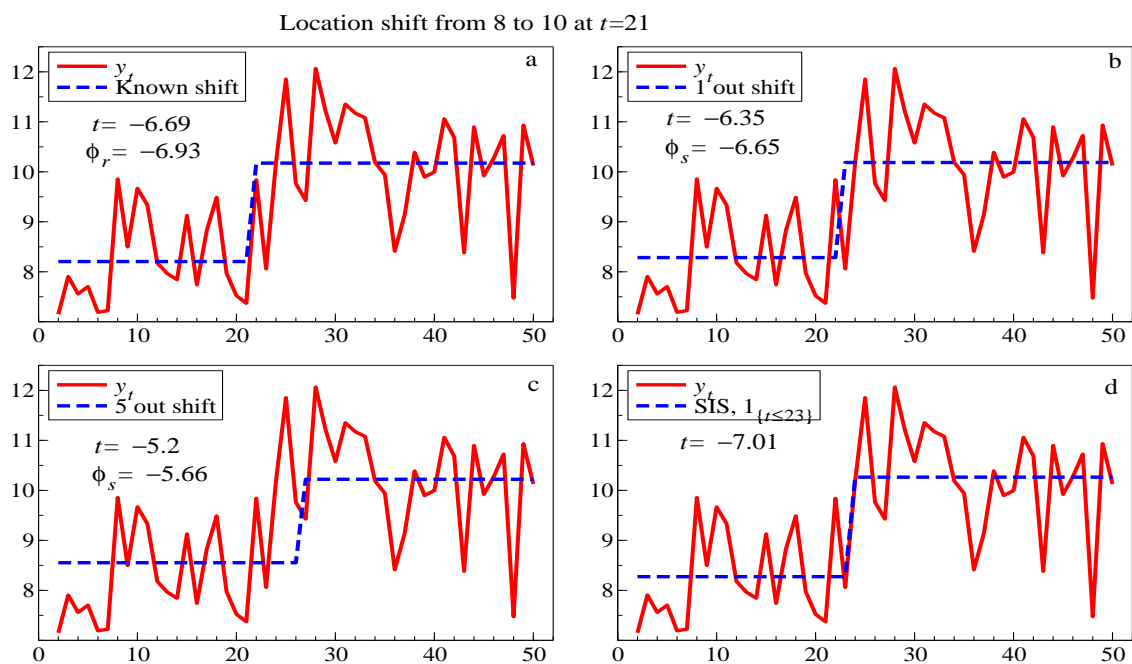 Location shift from 8 to 10 at t=21
a
y_t
Known shift
t= −6.69
ϕ_r= −6.93
12
11
10
9
8
0 10 20 30 40 50
b
y_t
1 out shift
t= −6.35
ϕ_s= −6.65
12
11
10
9
8
0 10 20 30 40 50
c
y_t
5 out shift
t= −5.2
ϕ_s= −5.66
12
11
10
9
8
0 10 20 30 40 50
d
y_t
SIS, 1_{t≤23}
t= −7.01
12
11
10
9
8
0 10 20 30 40 50